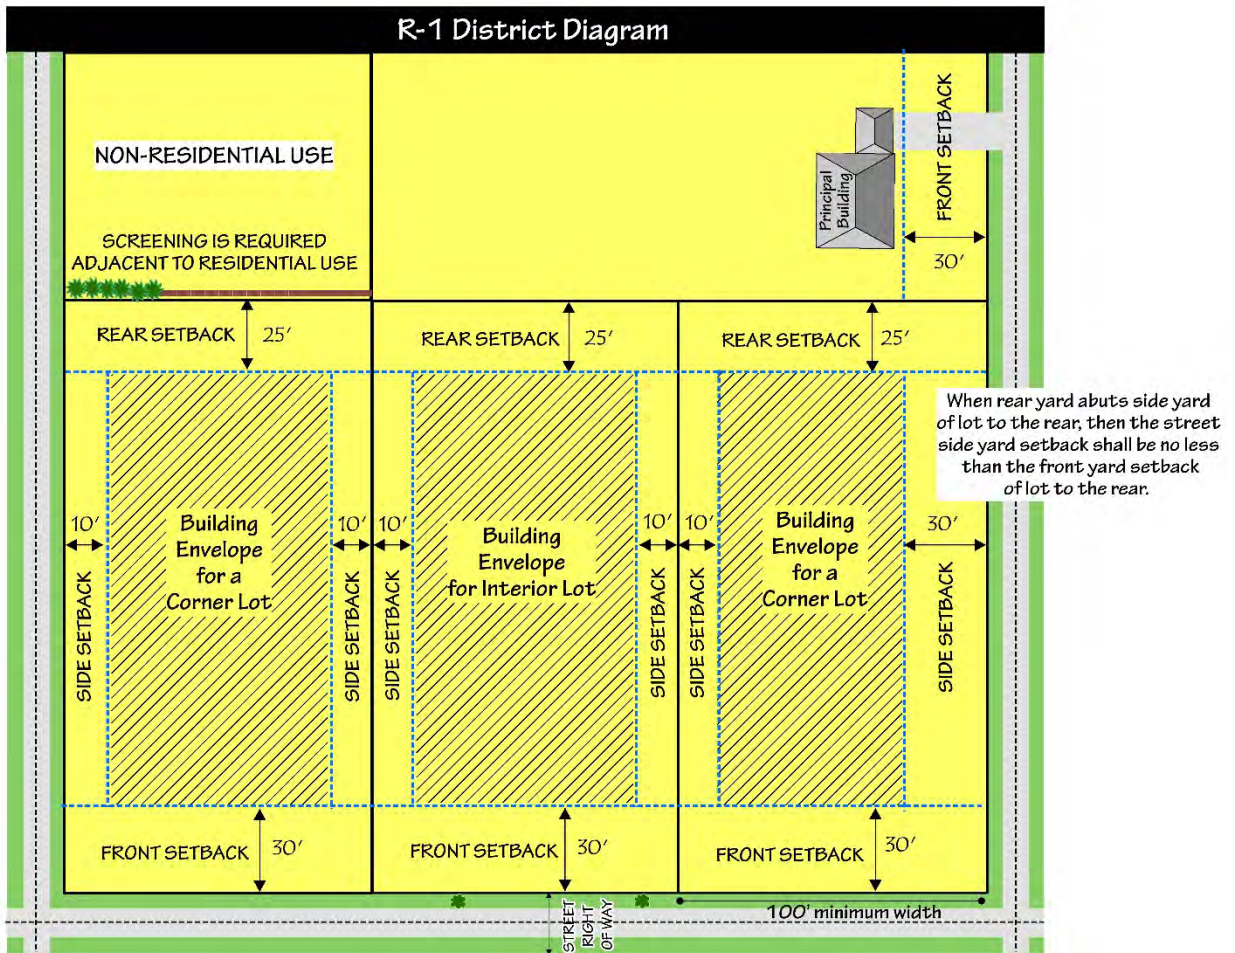 R-1 District Diagram
NON-RESIDENTIAL USE
SCREENING IS REQUIRED
ADJACENT TO RESIDENTIAL USE
Principal
Building
FRONT SETBACK
30'
REAR SETBACK
25'
REAR SETBACK
25'
REAR SETBACK
25'
When rear yard abuts side yard
of lot to the rear, then the street
side yard setback shall be no less
than the front yard setback
of lot to the rear.
10'
SIDE SETBACK
Building
Envelope
for a
Corner Lot
10'
SIDE SETBACK
10'
SIDE SETBACK
Building
Envelope
for Interior Lot
10'
SIDE SETBACK
10'
SIDE SETBACK
Building
Envelope
for a
Corner Lot
30'
SIDE SETBACK
FRONT SETBACK
30'
FRONT SETBACK
30'
FRONT SETBACK
30'
STREET
RIGHT
OF WAY
100' minimum width